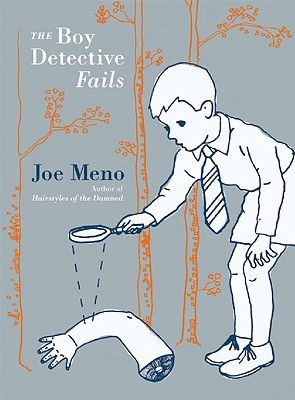 THE Boy
Detective
Fails
Joe Meno
Author of
Hairstyles of the Damned